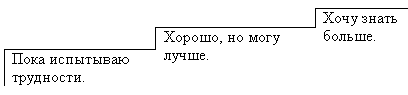 Хочу знать
больше.
Хорошо, но могу
лучше.
Пока испытываю
трудности.